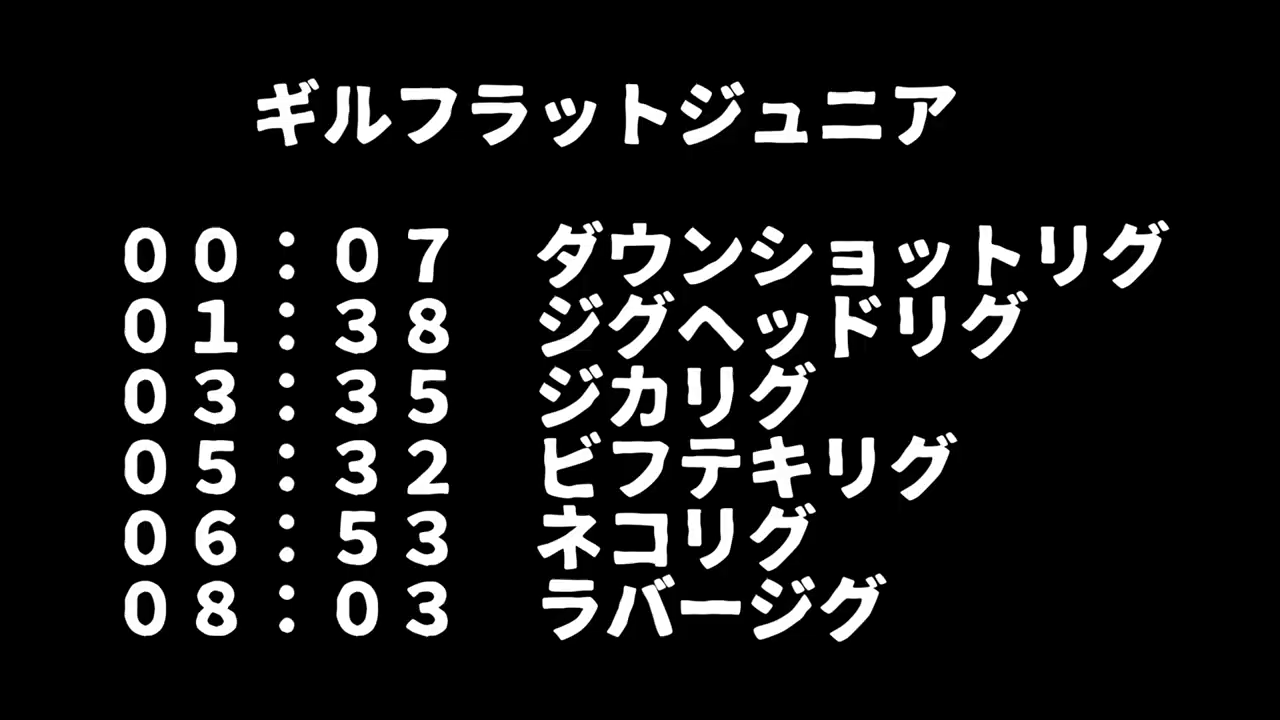 ギルフラットジュニア
００：０７　ダウンショットリグ
０１：３８　ジグヘッドリグ
０３：３５　ジカリグ
０５：３２　ビフテキリグ
０６：５３　ネコリグ
０８：０３　ラバージグ